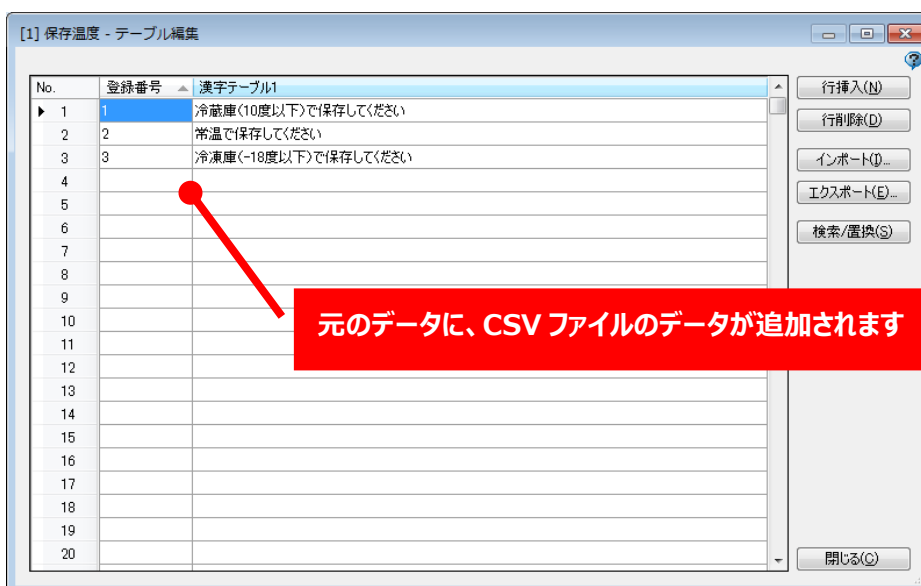 [1] 保存温度 - テーブル編集
No. 登録番号 漢字テーブル1
1 1 冷蔵庫(10度以下)で保存してください
2 2 常温で保存してください
3 3 冷凍庫(-18度以下)で保存してください
4
5
6
7
8
9
10
11
12
13
14
15
16
17
18
19
20
元のデータに、CSV ファイルのデータが追加されます
行挿入(N)
行削除(D)
インポート(I)...
エクスポート(E)...
検索/置換(S)
閉じる(C)